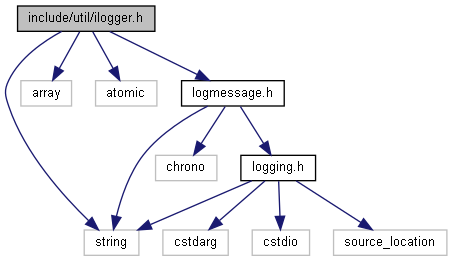 include/util/ilogger.h
array
atomic
logmessage.h
chrono
logging.h
string
cstdarg
cstdio
source_location